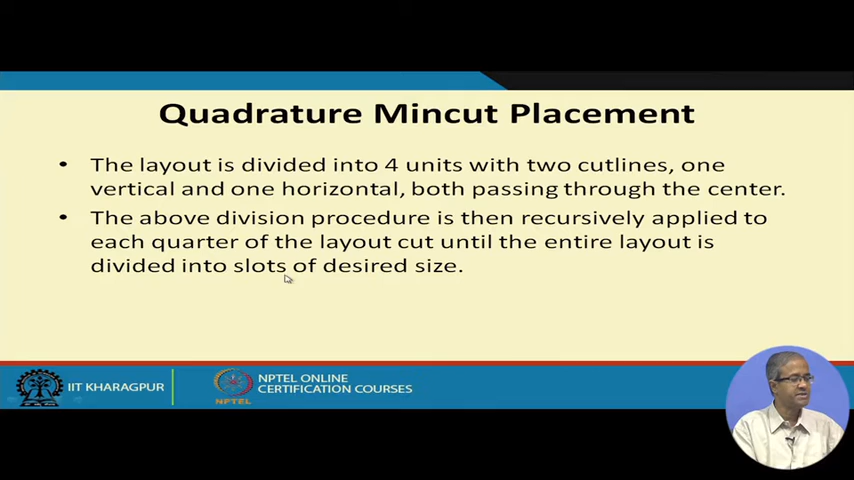 Quadrature Mincut Placement
• The layout is divided into 4 units with two cutlines, one
vertical and one horizontal, both passing through the center.
• The above division procedure is then recursively applied to
each quarter of the layout cut until the entire layout is
divided into slots of desired size.
IIT KHARAGPUR
NPTEL
NPTEL ONLINE
CERTIFICATION COURSES